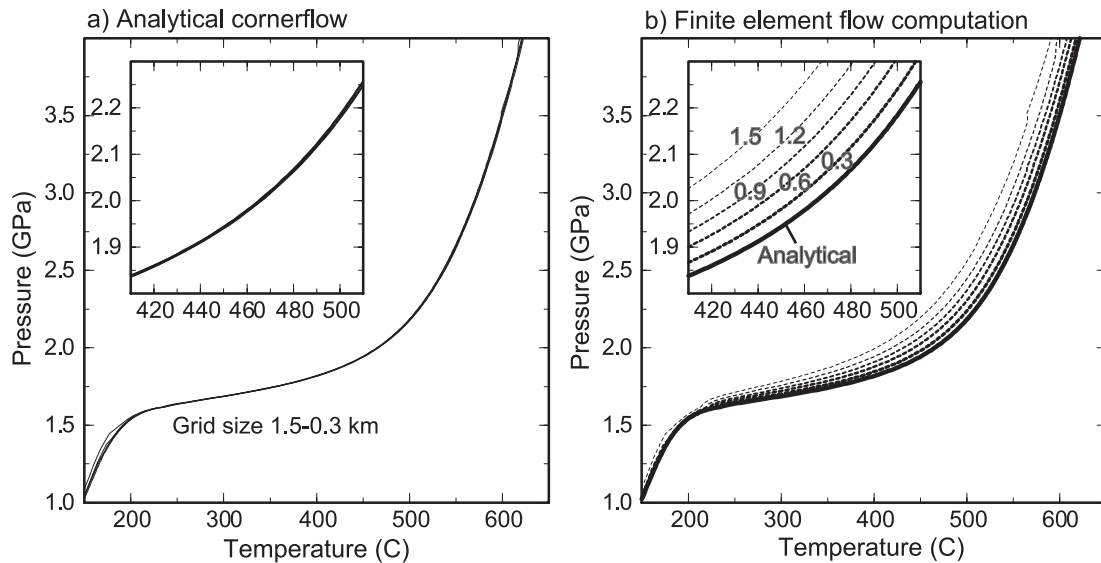 a) Analytical cornerflow
Pressure (GPa)
3.5
3.0
2.5
2.0
1.5
1.0
2.2
2.1
2.0
1.9
420 440 460 480 500
Grid size 1.5-0.3 km
200 300 400 500 600
Temperature (C)
b) Finite element flow computation
Pressure (GPa)
3.5
3.0
2.5
2.0
1.5
1.0
2.2
2.1
2.0
1.9
1.5 1.2
0.9 0.6 0.3
Analytical
420 440 460 480 500
200 300 400 500 600
Temperature (C)